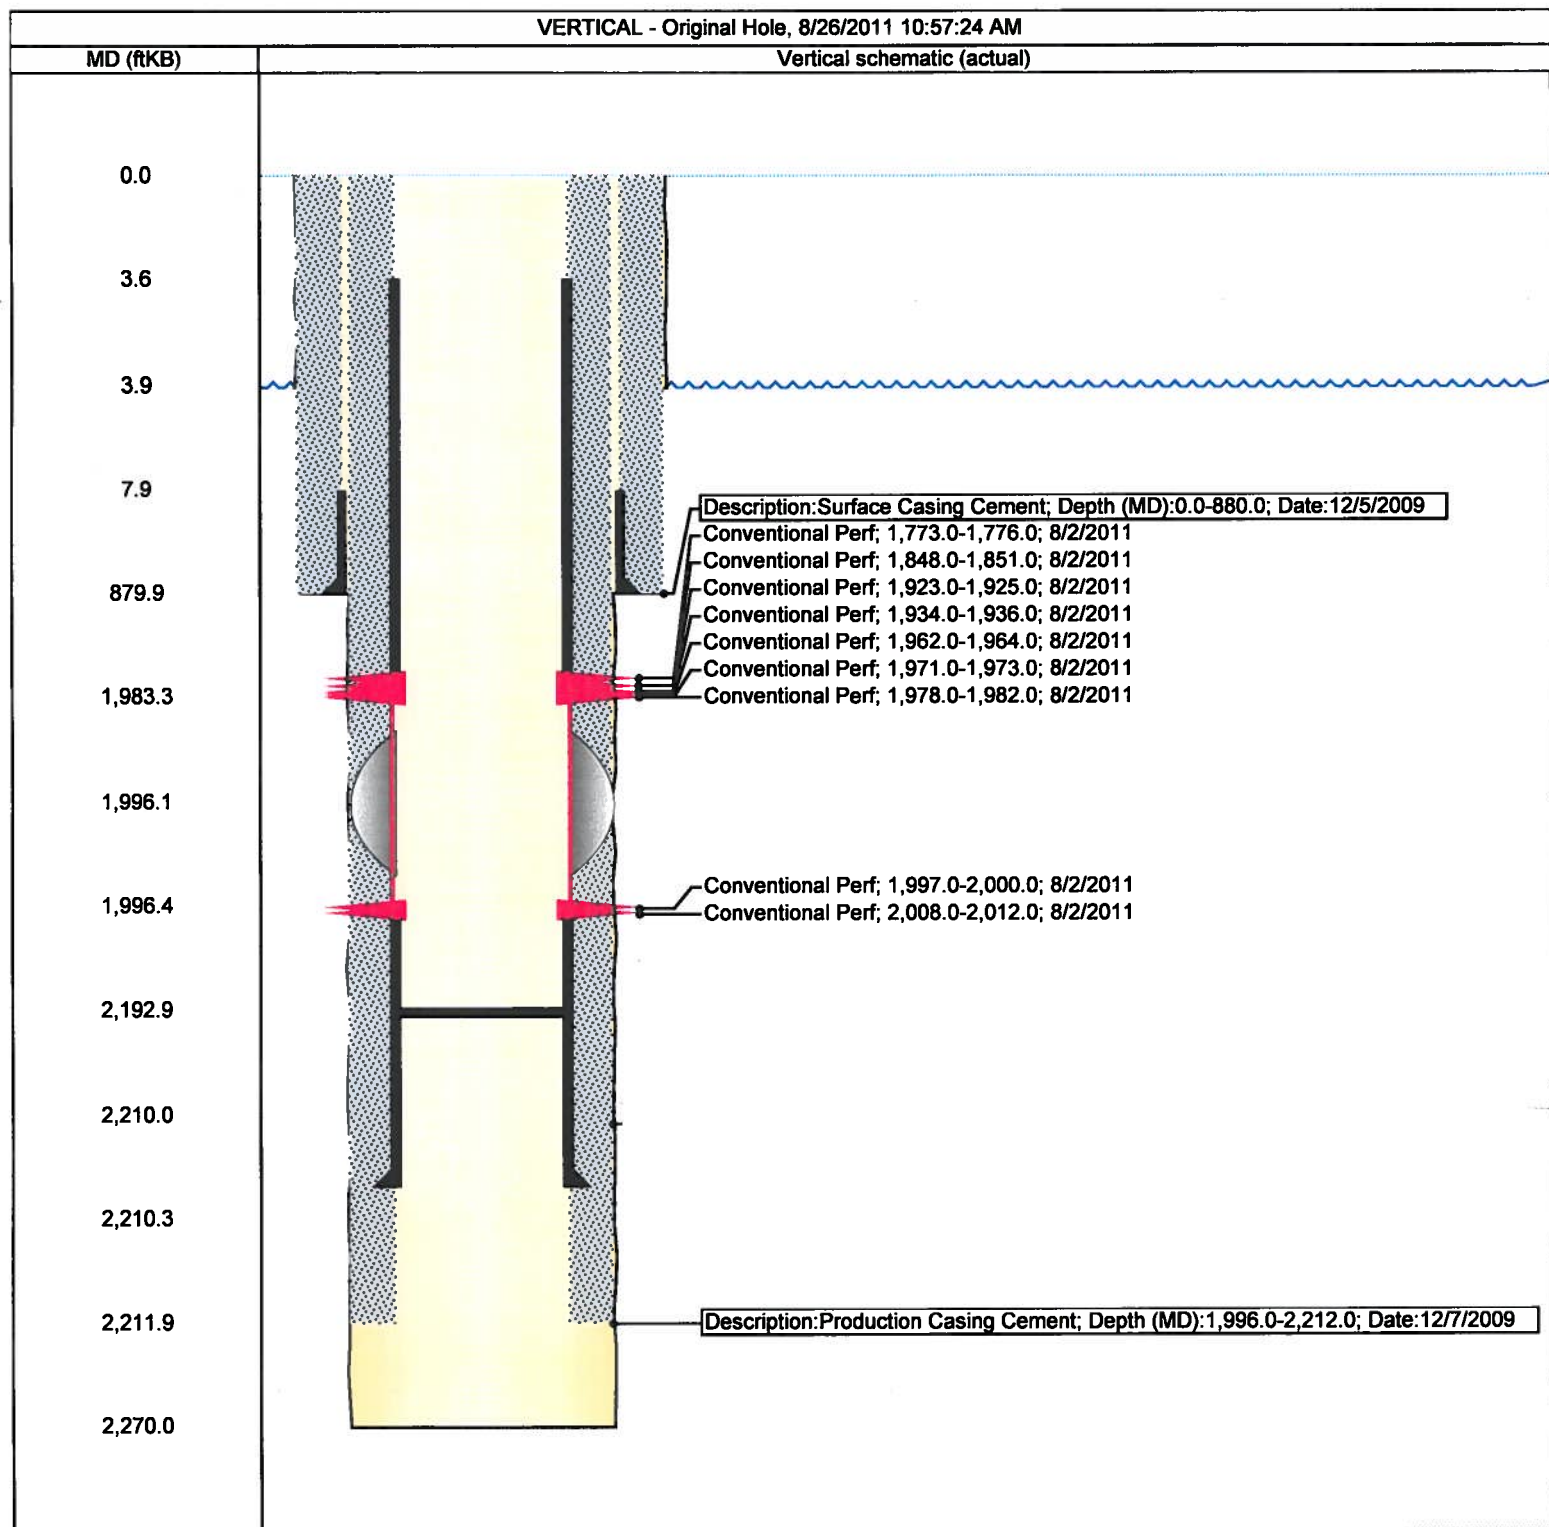 VERTICAL - Original Hole, 8/26/2011 10:57:24 AM
MD (ftKB)
Vertical schematic (actual)
0.0
3.6
3.9
7.9
Description:Surface Casing Cement; Depth (MD):0.0-880.0; Date:12/5/2009
Conventional Perf; 1,773.0-1,776.0; 8/2/2011
Conventional Perf; 1,848.0-1,851.0; 8/2/2011
Conventional Perf; 1,923.0-1,925.0; 8/2/2011
879.9
Conventional Perf; 1,934.0-1,936.0; 8/2/2011
Conventional Perf; 1,962.0-1,964.0; 8/2/2011
Conventional Perf; 1,971.0-1,973.0; 8/2/2011
1,983.3
Conventional Perf; 1,978.0-1,982.0; 8/2/2011
1,996.1
Conventional Perf; 1,997.0-2,000.0; 8/2/2011
1,996.4
Conventional Perf; 2,008.0-2,012.0; 8/2/2011
2,192.9
2,210.0
2,210.3
2,211.9
Description:Production Casing Cement; Depth (MD):1,996.0-2,212.0; Date:12/7/2009
2,270.0